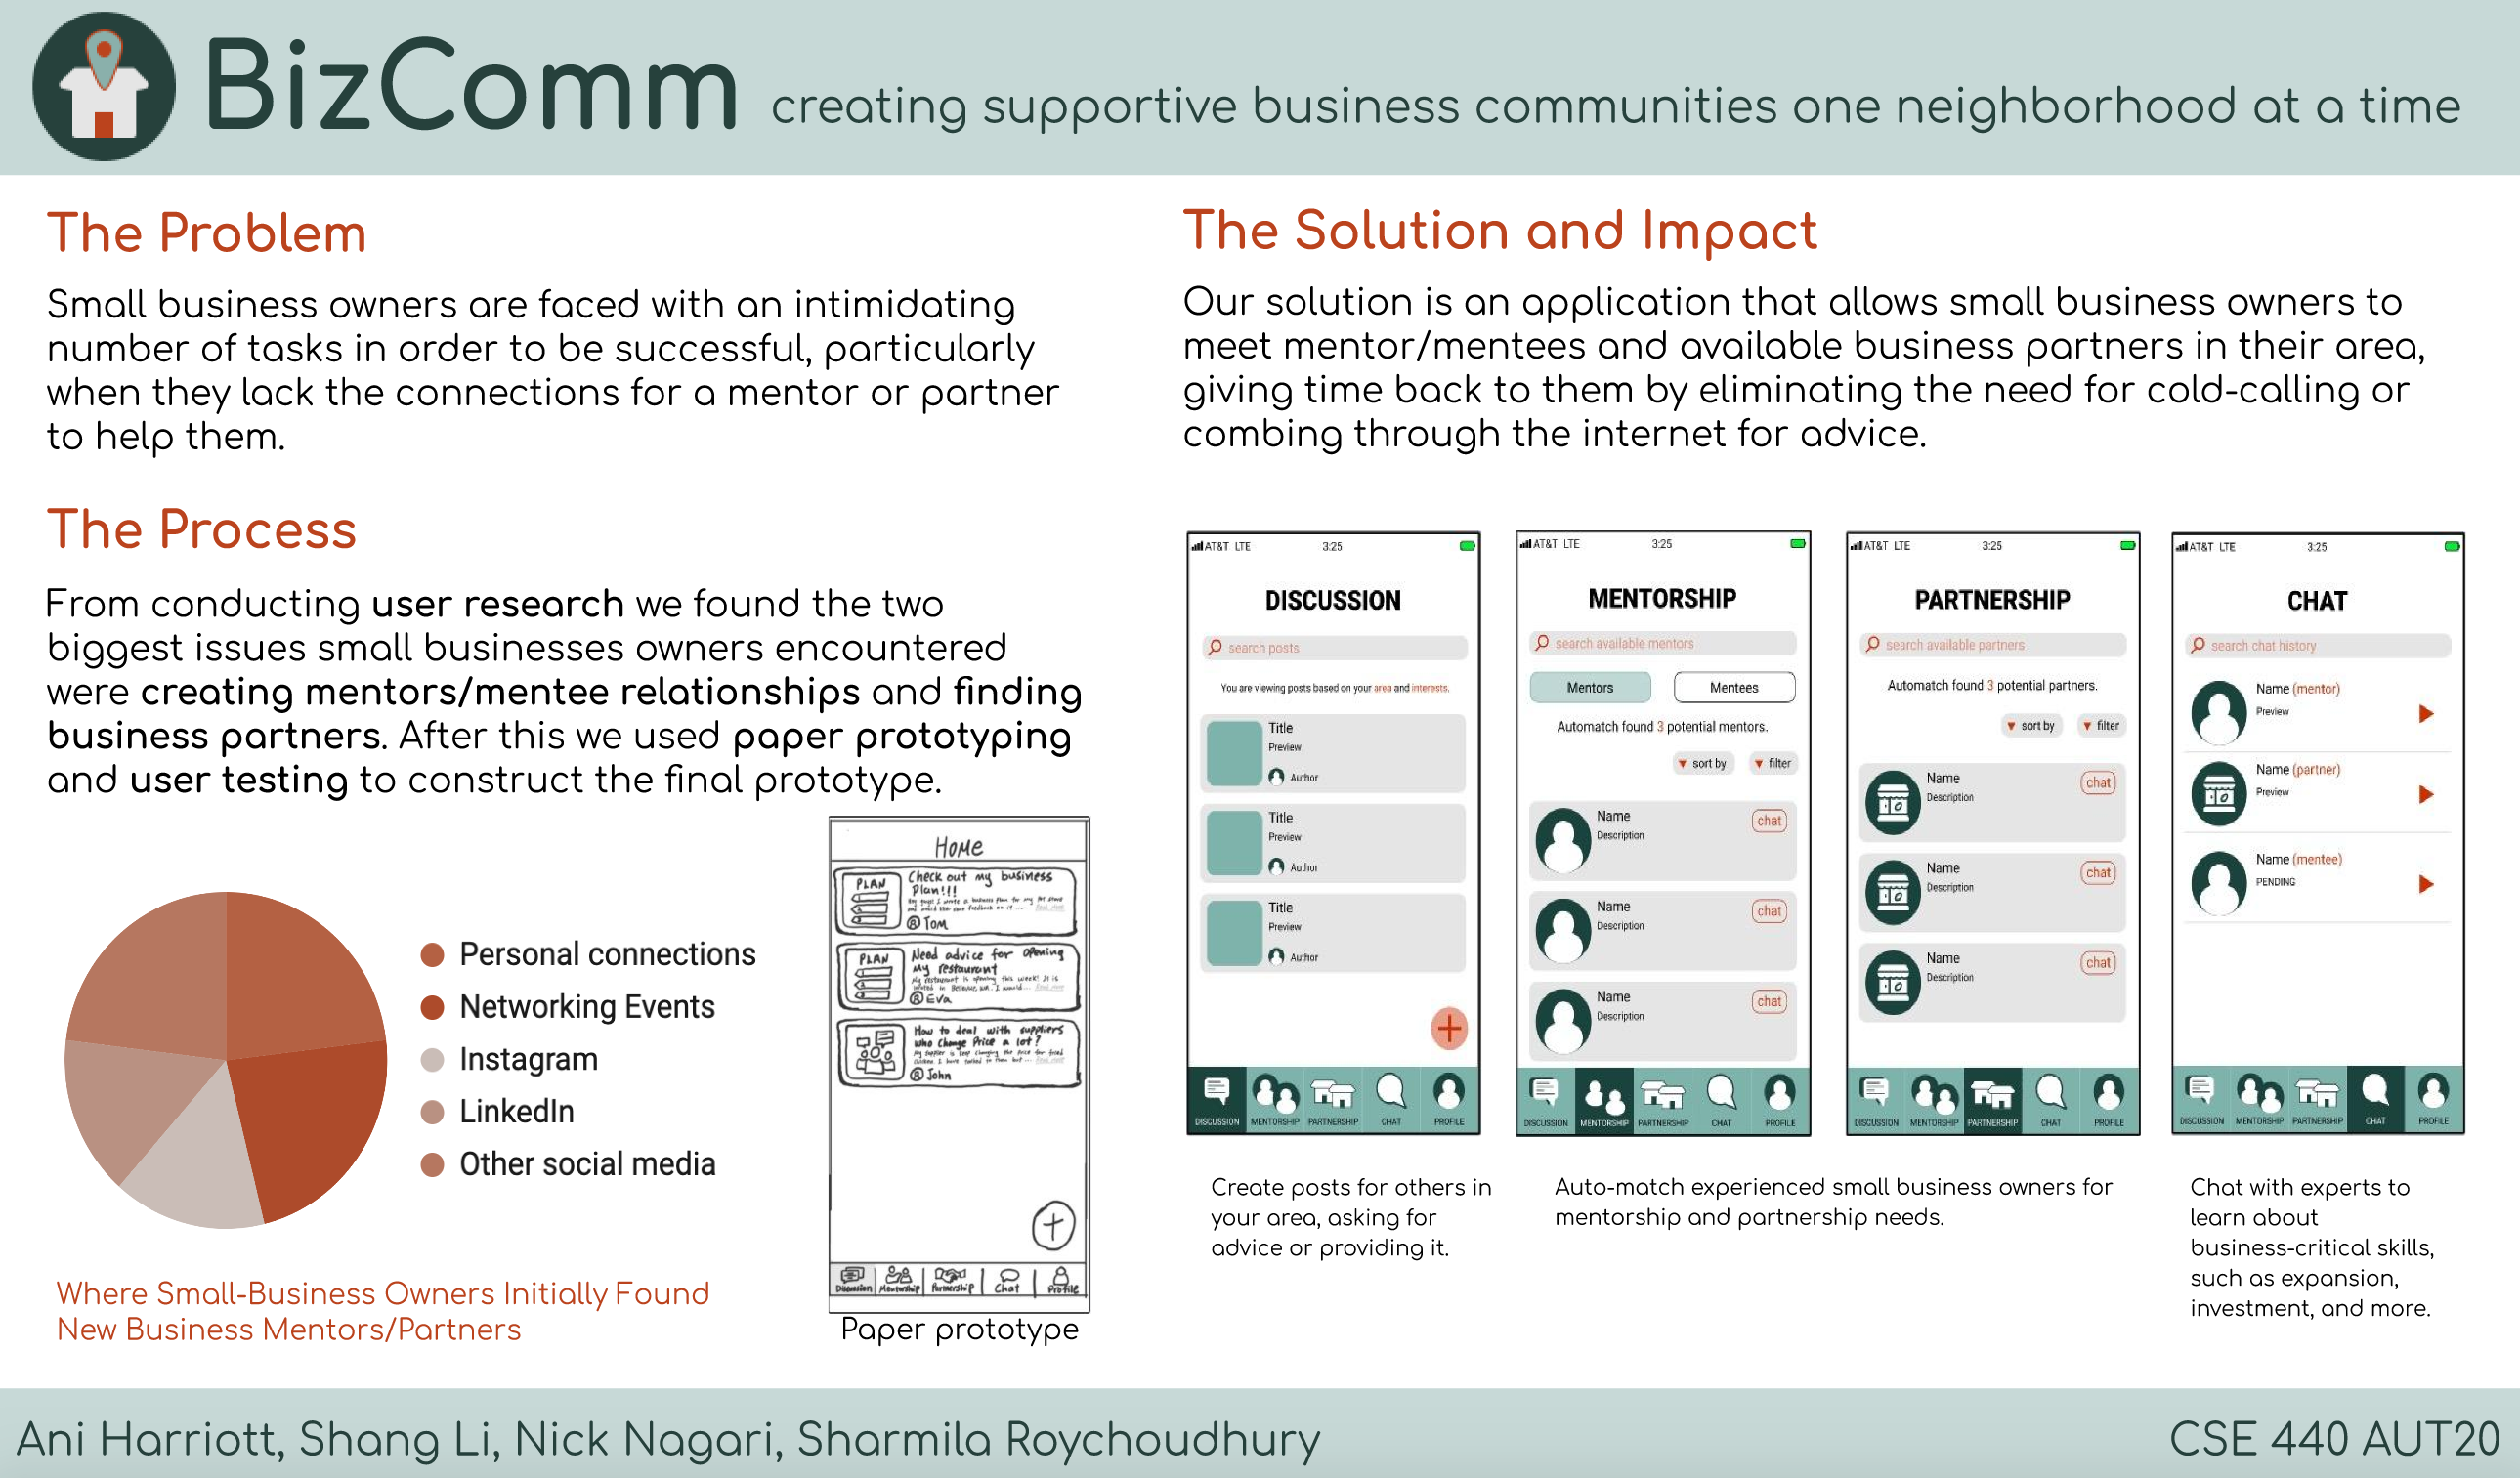 BizComm creating supportive business communities one neighborhood at a time
The Problem
Small business owners are faced with an intimidating
number of tasks in order to be successful, particularly
when they lack the connections for a mentor or partner
to help them.
The Process
From conducting user research we found the two
biggest issues small businesses owners encountered
were creating mentors/mentee relationships and finding
business partners. After this we used paper prototyping
and user testing to construct the final prototype.
Personal connections
Networking Events
Instagram
LinkedIn
Other social media
Where Small-Business Owners Initially Found
New Business Mentors/Partners
Home
PLAN
Check out my business
Plan!!!
Tom
PLAN
Need advice for opening
My restaurant
Eva
How to deal with suppliers
who Change Price a lot?
John
Discussion Mentorship Partnership Chat Profile
Paper prototype
The Solution and Impact
Our solution is an application that allows small business owners to
meet mentor/mentees and available business partners in their area,
giving time back to them by eliminating the need for cold-calling or
combing through the internet for advice.
AT&T LTE 3:25
DISCUSSION
search posts
You are viewing posts based on your area and interests.
Title
Preview
Author
Title
Preview
Author
Title
Preview
Author
DISCUSSION MENTORSHIP PARTNERSHIP CHAT PROFILE
Create posts for others in
your area, asking for
advice or providing it.
AT&T LTE 3:25
MENTORSHIP
search available mentors
Mentors Mentees
Automatch found 3 potential mentors.
sort by filter
Name
Description
chat
Name
Description
chat
Name
Description
chat
DISCUSSION MENTORSHIP PARTNERSHIP CHAT PROFILE
AT&T LTE 3:25
PARTNERSHIP
search available partners
Automatch found 3 potential partners.
sort by filter
Name
Description
chat
Name
Description
chat
Name
Description
chat
DISCUSSION MENTORSHIP PARTNERSHIP CHAT PROFILE
Auto-match experienced small business owners for
mentorship and partnership needs.
AT&T LTE 3:25
CHAT
search chat history
Name (mentor)
Preview
Name (partner)
Preview
Name (mentee)
PENDING
DISCUSSION MENTORSHIP PARTNERSHIP CHAT PROFILE
Chat with experts to
learn about
business-critical skills,
such as expansion,
investment, and more.
Ani Harriott, Shang Li, Nick Nagari, Sharmila Roychoudhury
CSE 440 AUT20